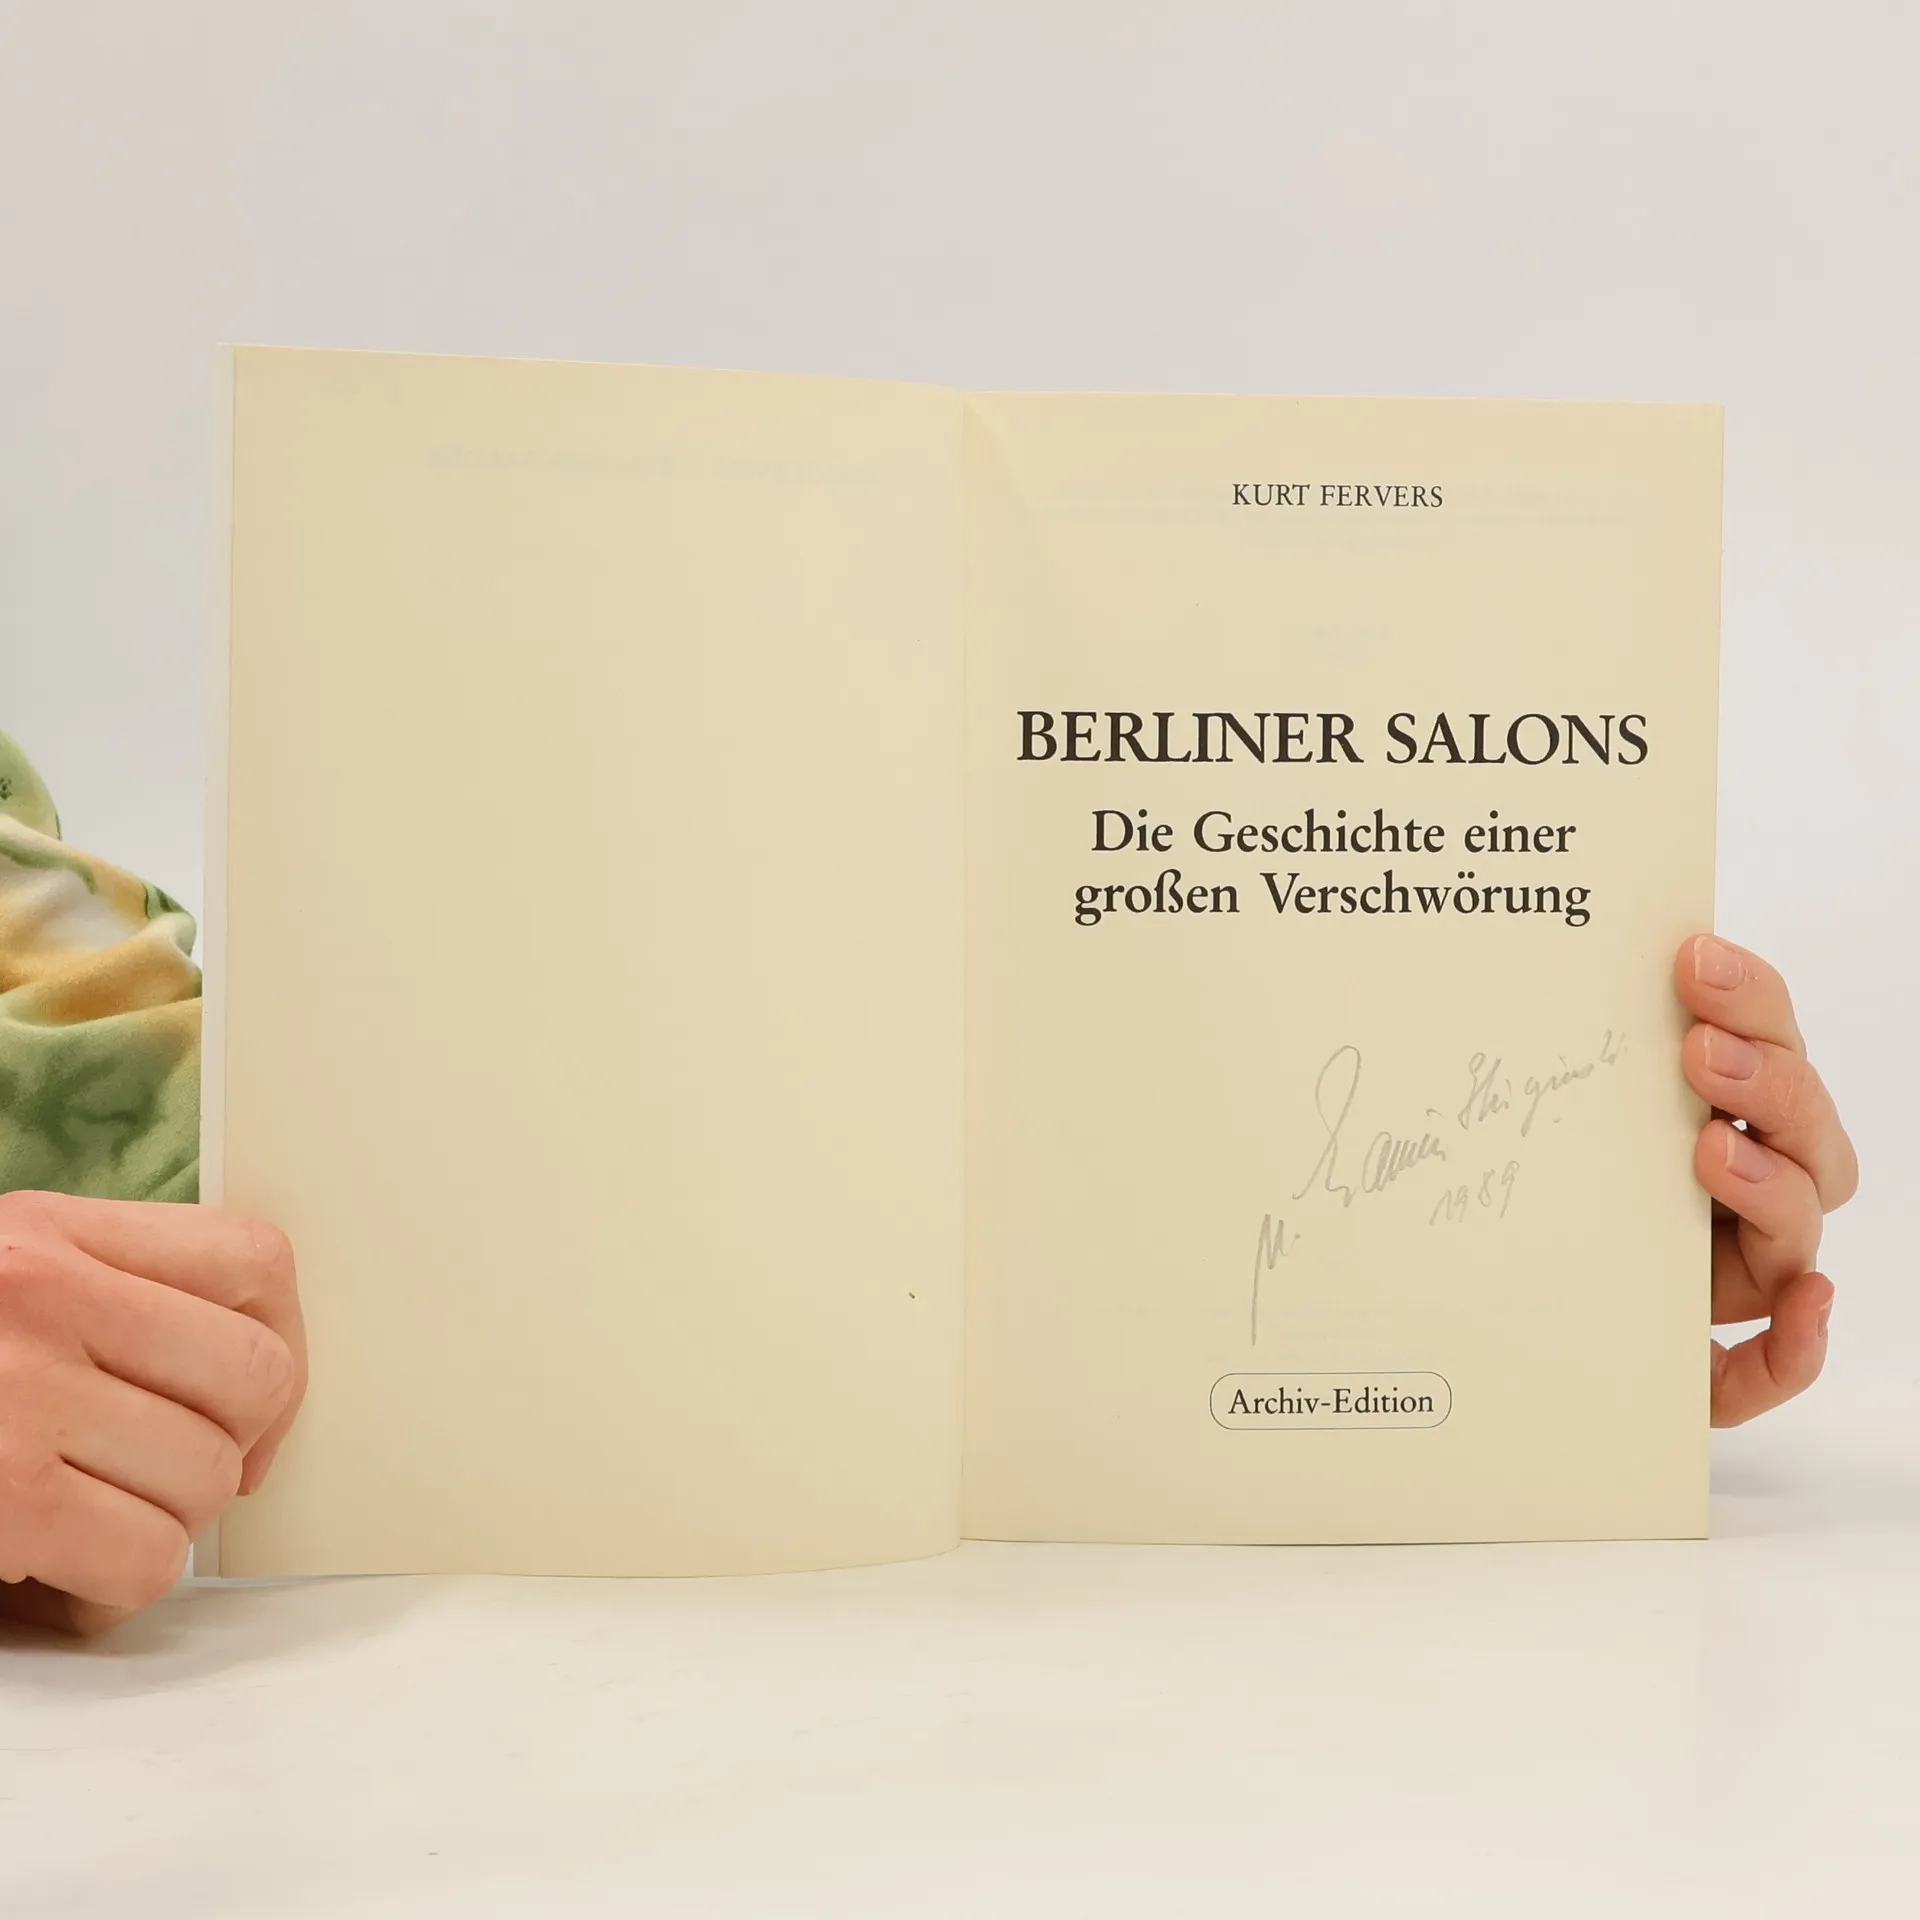 KURT FERVERS
BERLINER SALONS
Die Geschichte einer
großen Verschwörung
1989
Archiv-Edition